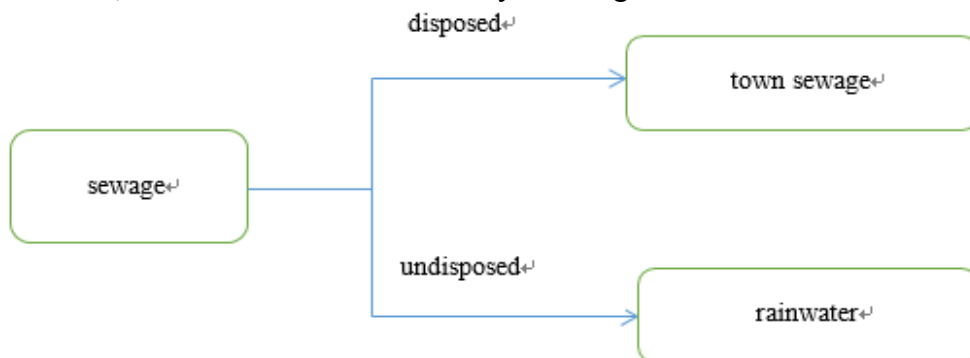 disposed↵
town sewage↵
sewage↵
undisposed↵
rainwater↵